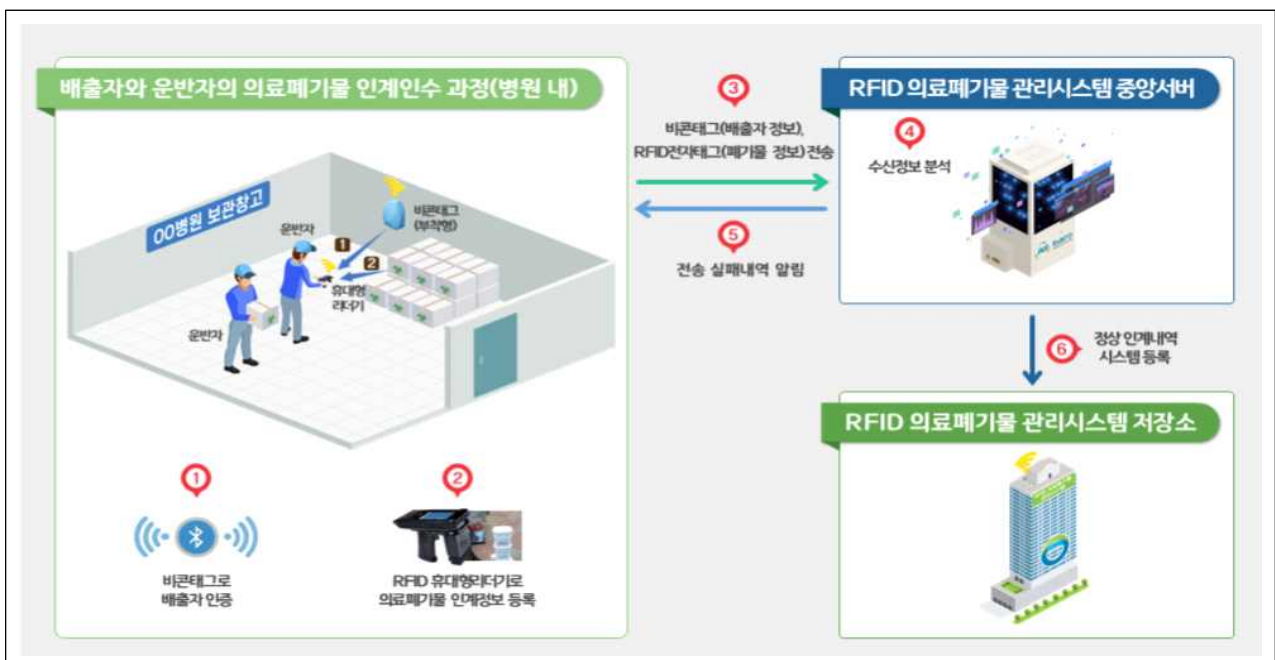 배출자와 운반자의 의료폐기물 인계인수 과정(병원 내)
OO병원 보관창고
운반자
비콘태그
(부착형)
1
2
휴대형
리더기
운반자
1
비콘태그로
배출자 인증
2
RFID 휴대형리더기로
의료폐기물 인계정보 등록
3
비콘태그(배출자 정보),
RFID전자태그(폐기물 정보) 전송
5
전송 실패내역 알림
RFID 의료폐기물 관리시스템 중앙서버
4
수신정보 분석
6
정상 인계내역
시스템 등록
RFID 의료폐기물 관리시스템 저장소